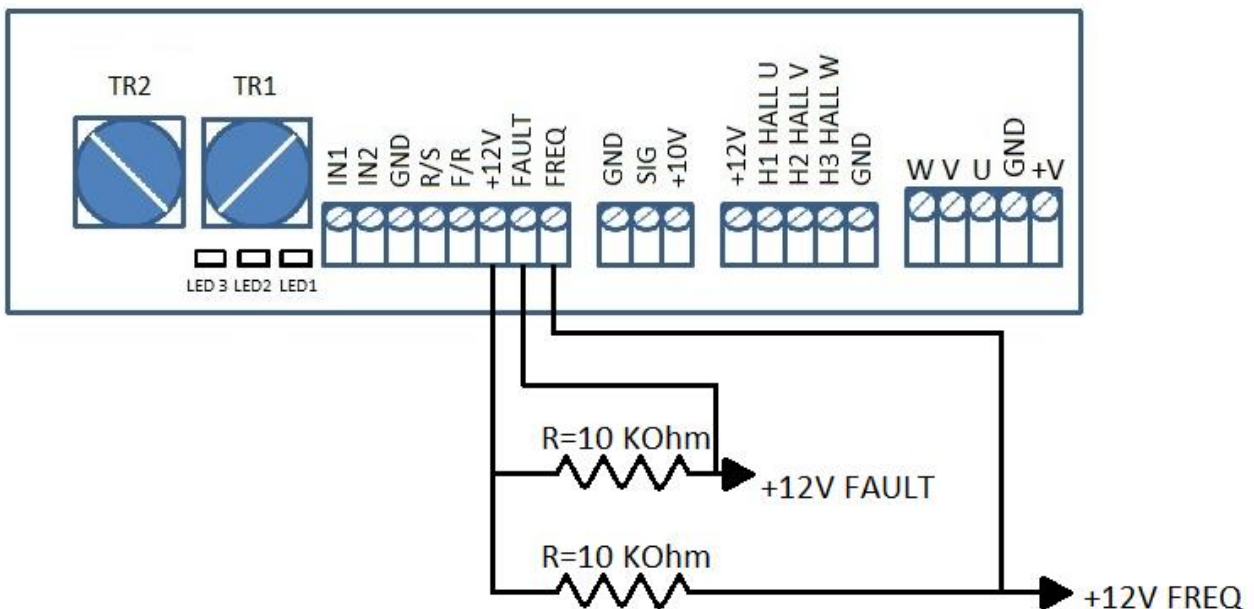 TR2 TR1
IN1
IN2
GND
R/S
F/R
+12V
FAULT
FREQ
GND
SIG
+10V
+12V
H1 HALL U
H2 HALL V
H3 HALL W
GND
W V U GND +V
LED 3 LED2 LED1
R=10 KOhm
+12V FAULT
R=10 KOhm
+12V FREQ